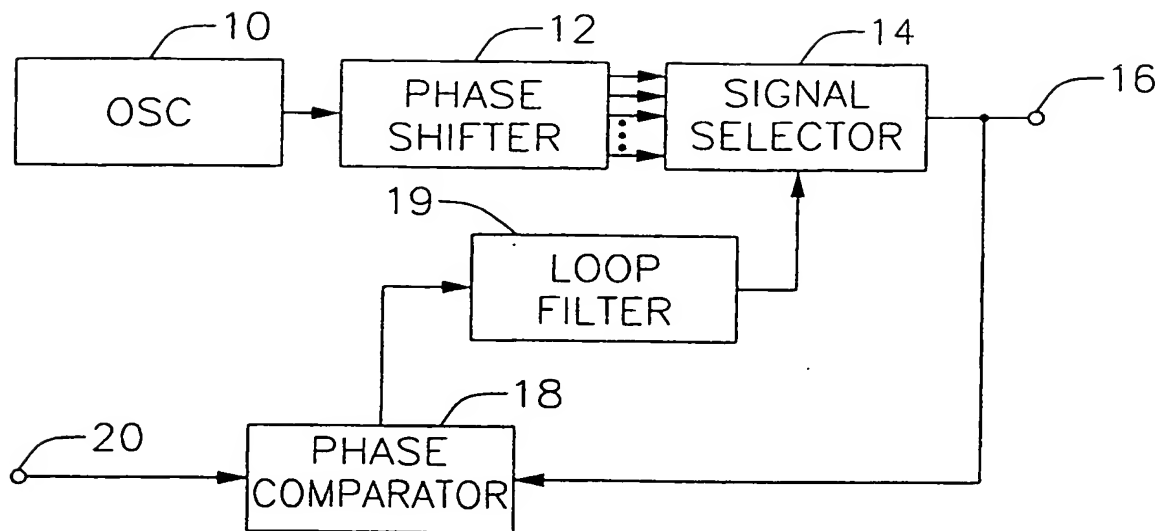 10
12
14
16
OSC
PHASE
SHIFTER
SIGNAL
SELECTOR
19
LOOP
FILTER
18
20
PHASE
COMPARATOR